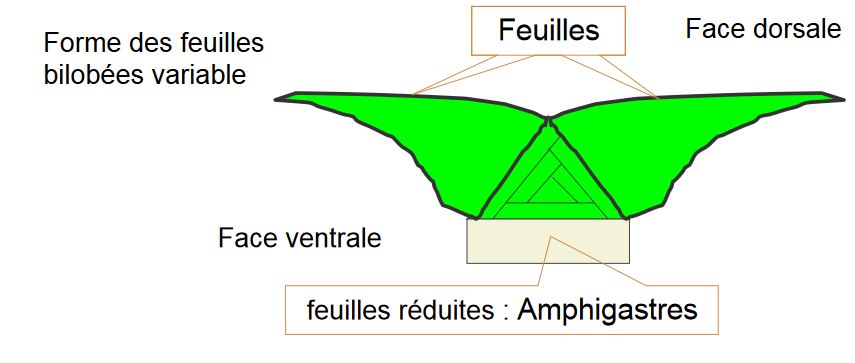 Forme des feuilles
bilobées variable
Feuilles
Face dorsale
Face ventrale
feuilles réduites : Amphigastres